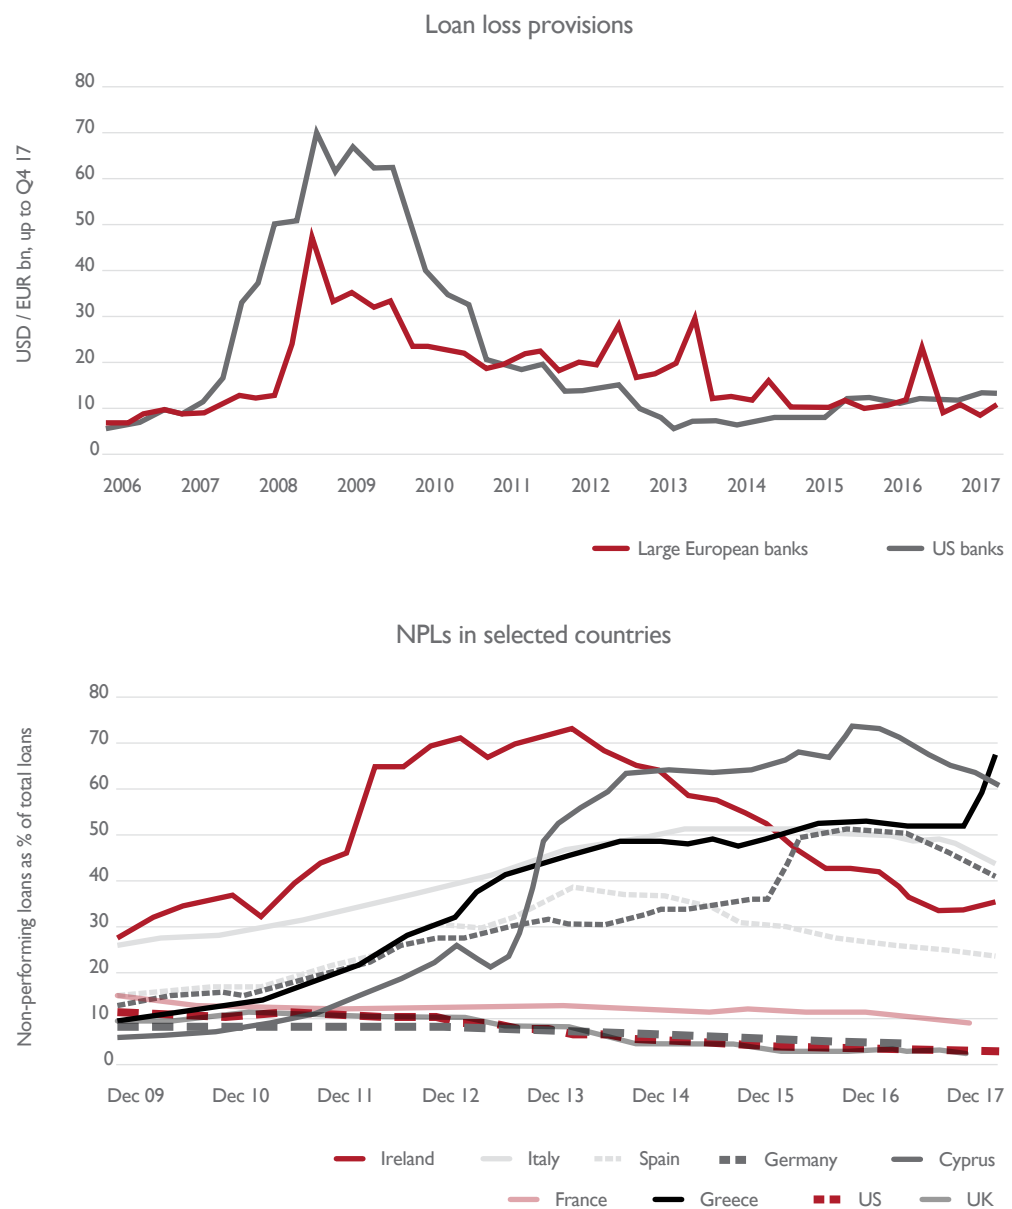 Loan loss provisions
USD / EUR bn, up to Q4 17
80
70
60
50
40
30
20
10
0
2006 2007 2008 2009 2010 2011 2012 2013 2014 2015 2016 2017
Large European banks US banks
NPLs in selected countries
Non-performing loans as % of total loans
80
70
60
50
40
30
20
10
0
Dec 09 Dec 10 Dec 11 Dec 12 Dec 13 Dec 14 Dec 15 Dec 16 Dec 17
Ireland Italy Spain Germany Cyprus
France Greece US UK